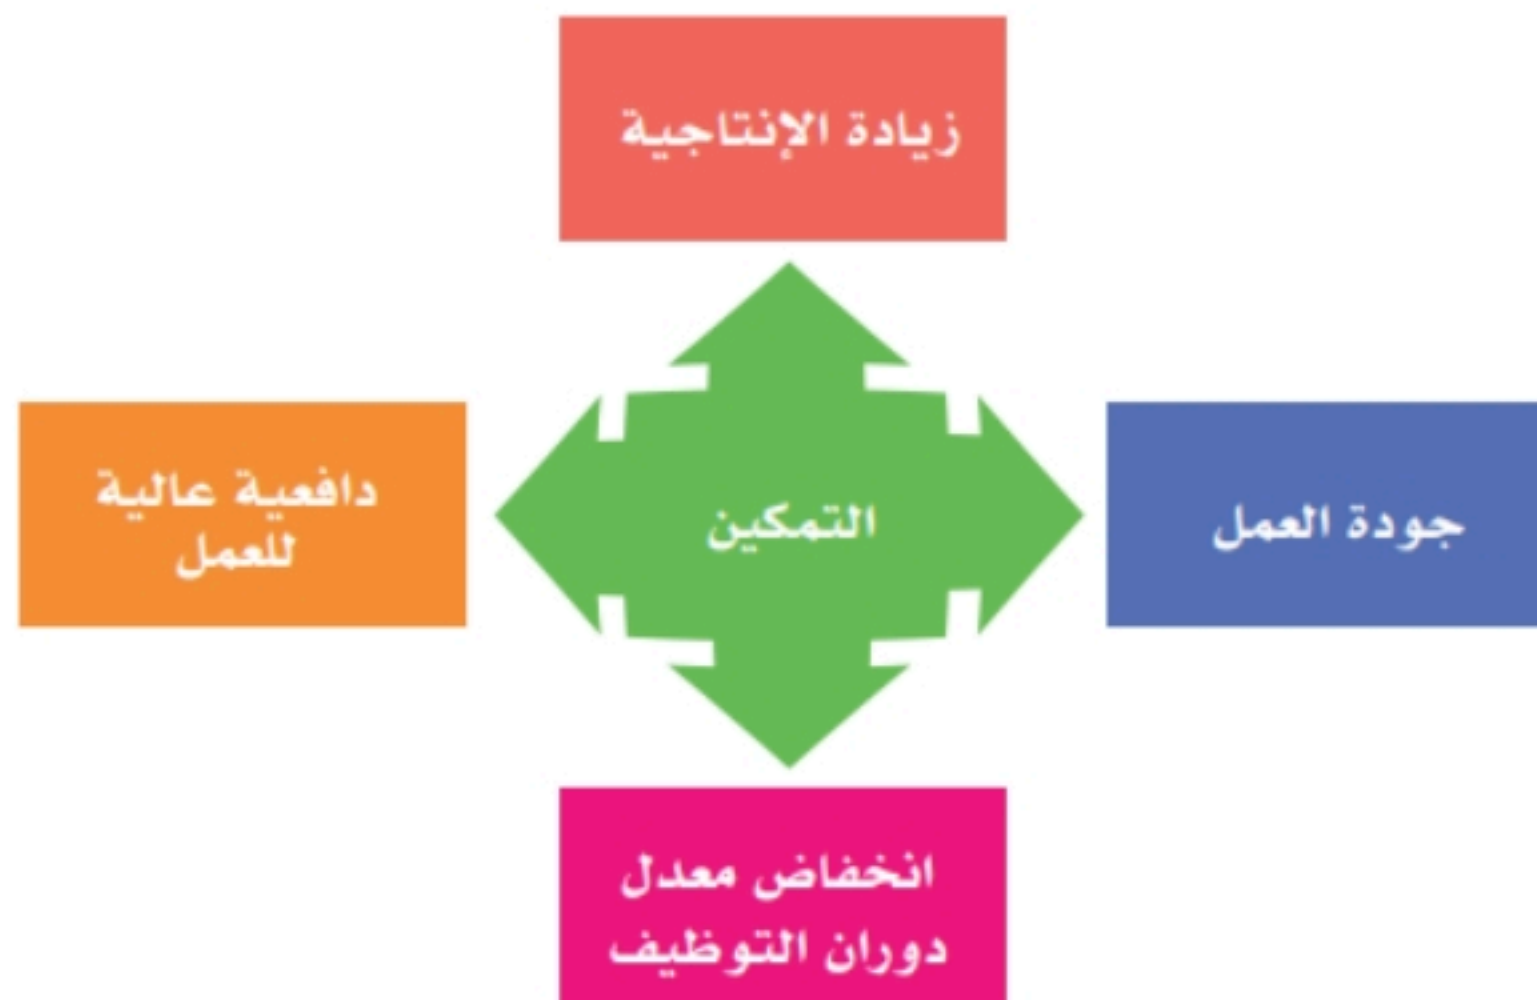 زيادة الإنتاجية
جودة العمل
التمكين
دافعية عالية
للعمل
انخفاض معدل
دوران التوظيف